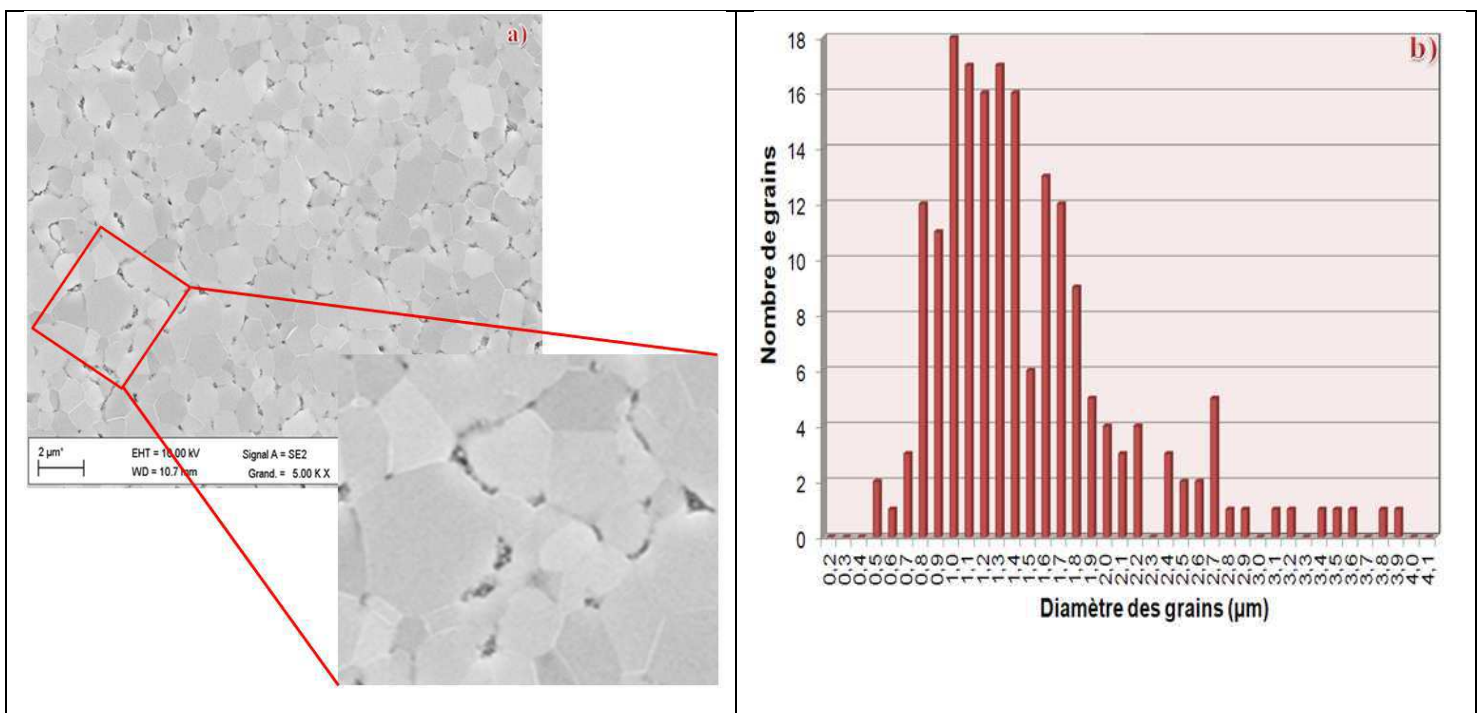 a)
2 µm*
EHT = 10.00 kV
Signal A = SE2
WD = 10.7 mm
Grand. = 5.00 K X
b)
Nombre de grains
18
16
14
12
10
8
6
4
2
0
0,2 0,3 0,4 0,5 0,6 0,7 0,8 0,9 1,0 1,1 1,2 1,3 1,4 1,5 1,6 1,7 1,8 1,9 2,0 2,1 2,2 2,3 2,4 2,5 2,6 2,7 2,8 2,9 3,0 3,1 3,2 3,3 3,4 3,5 3,6 3,7 3,8 3,9 4,0 4,1
Diamètre des grains (µm)